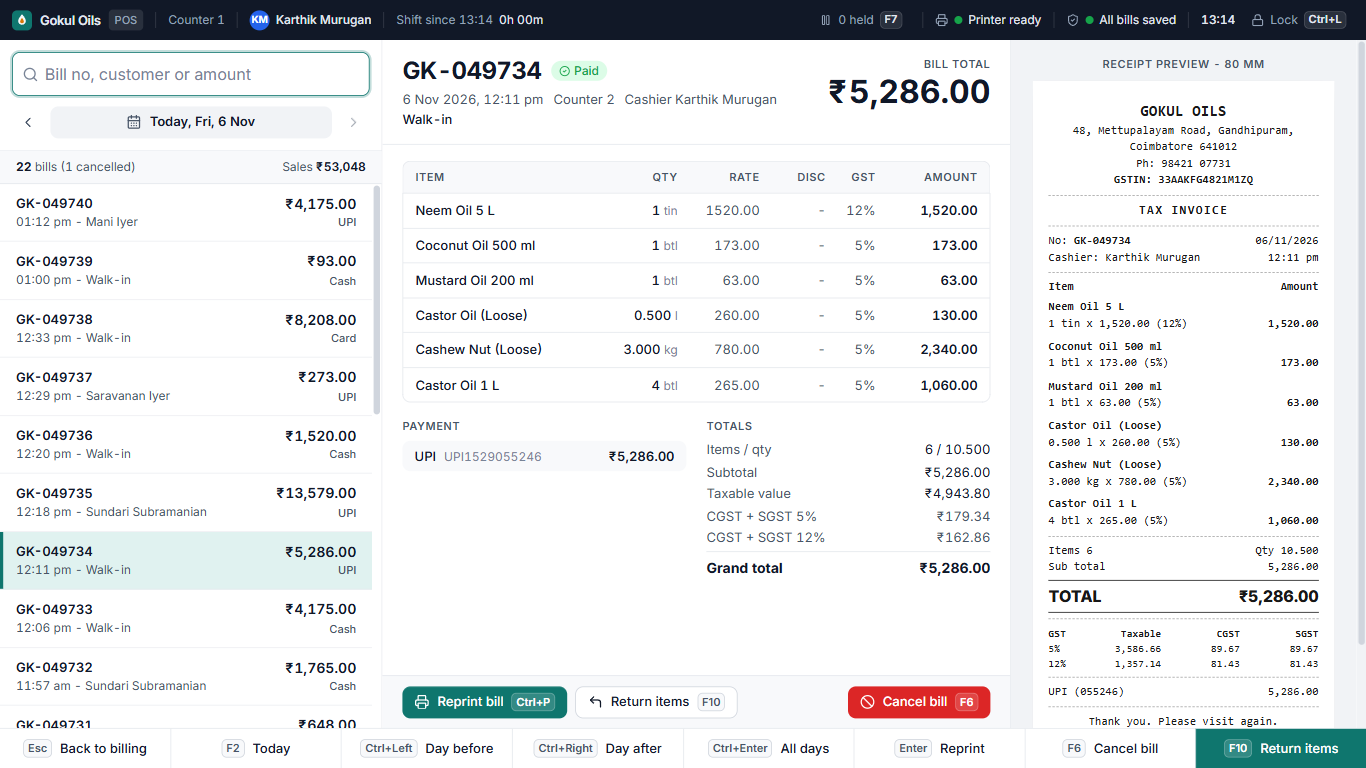 Gokul Oils POS Counter 1 KM Karthik Murugan Shift since 13:14 0h 00m 0 held F7 Printer ready All bills saved 13:14 Lock Ctrl+L
Bill no, customer or amount
Today, Fri, 6 Nov
22 bills (1 cancelled) Sales ₹53,048
GK-049740 ₹4,175.00
01:12 pm - Mani Iyer UPI
GK-049739 ₹93.00
01:00 pm - Walk-in Cash
GK-049738 ₹8,208.00
12:33 pm - Walk-in Card
GK-049737 ₹273.00
12:29 pm - Saravanan Iyer UPI
GK-049736 ₹1,520.00
12:20 pm - Walk-in Cash
GK-049735 ₹13,579.00
12:18 pm - Sundari Subramanian UPI
GK-049734 ₹5,286.00
12:11 pm - Walk-in UPI
GK-049733 ₹4,175.00
12:06 pm - Walk-in Cash
GK-049732 ₹1,765.00
11:57 am - Sundari Subramanian Cash
GK-049731 ₹648.00
GK-049734 Paid
6 Nov 2026, 12:11 pm Counter 2 Cashier Karthik Murugan
Walk-in
BILL TOTAL
₹5,286.00
ITEM QTY RATE DISC GST AMOUNT
Neem Oil 5 L 1 tin 1520.00 - 12% 1,520.00
Coconut Oil 500 ml 1 btl 173.00 - 5% 173.00
Mustard Oil 200 ml 1 btl 63.00 - 5% 63.00
Castor Oil (Loose) 0.500 l 260.00 - 5% 130.00
Cashew Nut (Loose) 3.000 kg 780.00 - 5% 2,340.00
Castor Oil 1 L 4 btl 265.00 - 5% 1,060.00
PAYMENT
UPI UPI1529055246 ₹5,286.00
TOTALS
Items / qty 6 / 10.500
Subtotal ₹5,286.00
Taxable value ₹4,943.80
CGST + SGST 5% ₹179.34
CGST + SGST 12% ₹162.86
Grand total ₹5,286.00
Reprint bill Ctrl+P Return items F10 Cancel bill F6
RECEIPT PREVIEW - 80 MM
GOKUL OILS
48, Mettupalayam Road, Gandhipuram,
Coimbatore 641012
Ph: 98421 07731
GSTIN: 33AAKFG4821M1ZQ
TAX INVOICE
No: GK-049734 06/11/2026
Cashier: Karthik Murugan 12:11 pm
Item Amount
Neem Oil 5 L
1 tin x 1,520.00 (12%) 1,520.00
Coconut Oil 500 ml
1 btl x 173.00 (5%) 173.00
Mustard Oil 200 ml
1 btl x 63.00 (5%) 63.00
Castor Oil (Loose)
0.500 l x 260.00 (5%) 130.00
Cashew Nut (Loose)
3.000 kg x 780.00 (5%) 2,340.00
Castor Oil 1 L
4 btl x 265.00 (5%) 1,060.00
Items 6 Qty 10.500
Sub total 5,286.00
TOTAL ₹5,286.00
GST Taxable CGST SGST
5% 3,586.66 89.67 89.67
12% 1,357.14 81.43 81.43
UPI (055246) 5,286.00
Thank you. Please visit again.
Esc Back to billing F2 Today Ctrl+Left Day before Ctrl+Right Day after Ctrl+Enter All days Enter Reprint F6 Cancel bill F10 Return items